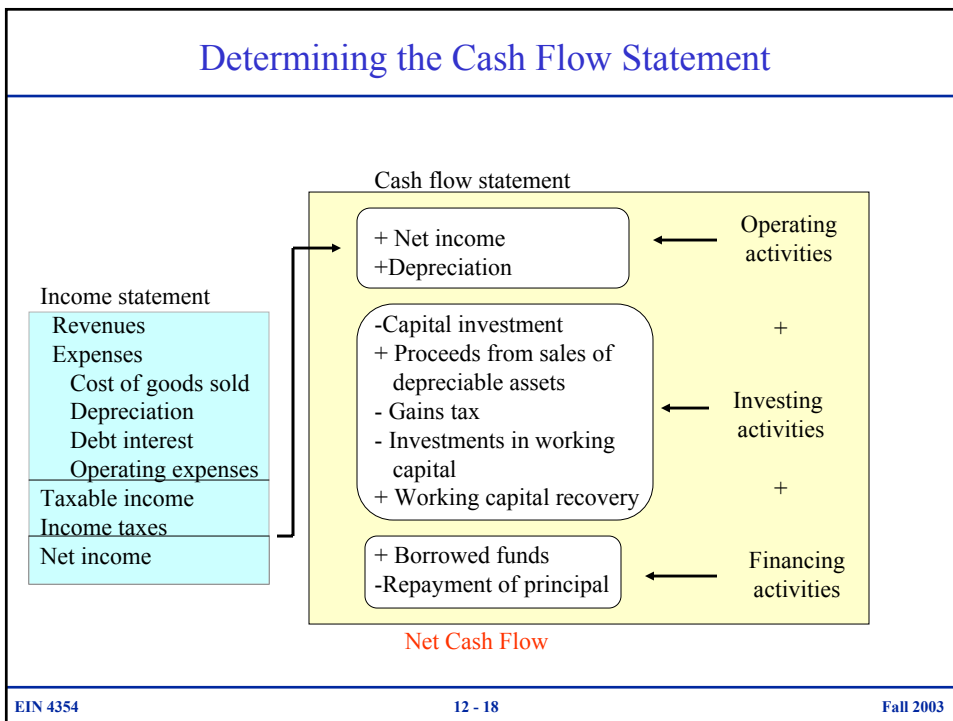 Determining the Cash Flow Statement
Cash flow statement
+ Net income
+Depreciation
Operating
activities
Income statement
Revenues
Expenses
Cost of goods sold
Depreciation
Debt interest
Operating expenses
Taxable income
Income taxes
Net income
-Capital investment
+ Proceeds from sales of
depreciable assets
- Gains tax
- Investments in working
capital
+ Working capital recovery
+
Investing
activities
+
+ Borrowed funds
-Repayment of principal
Financing
activities
Net Cash Flow
EIN 4354
12 - 18
Fall 2003